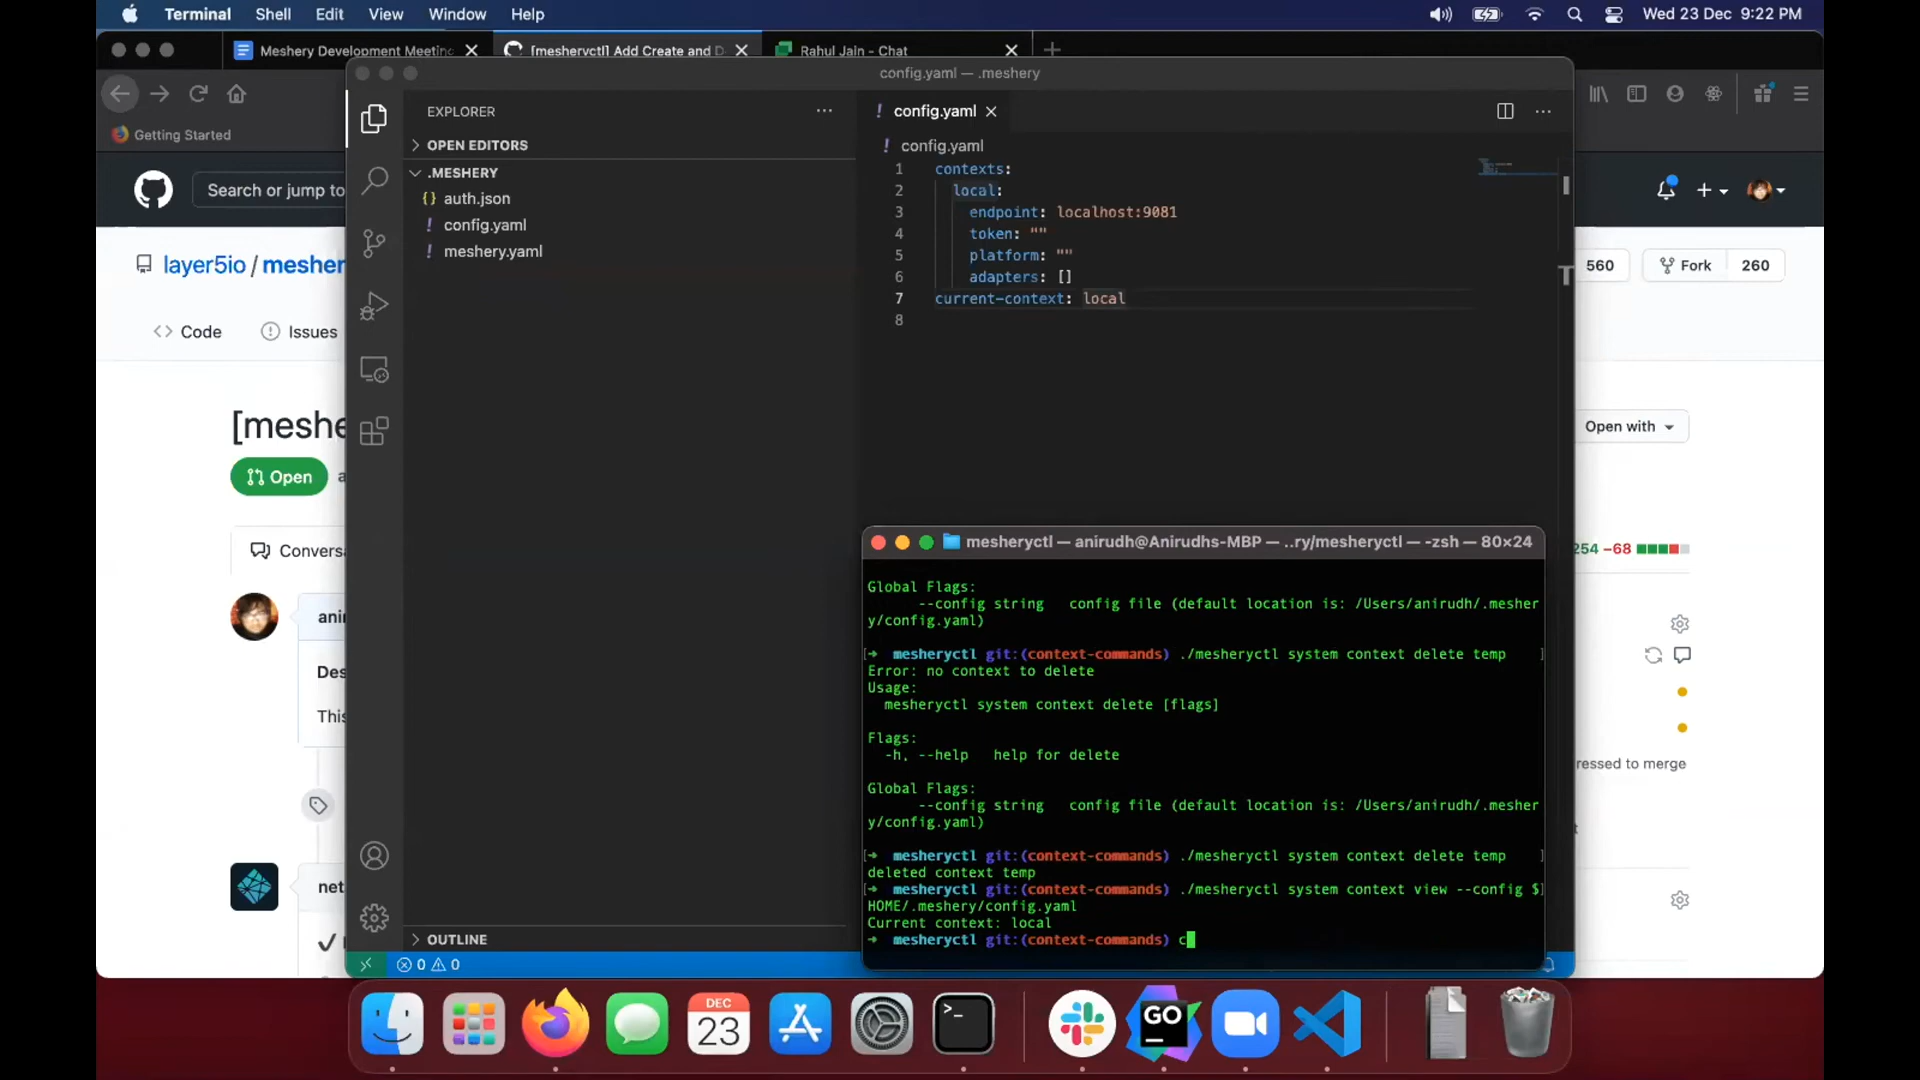 Terminal Shell Edit View Window Help Wed 23 Dec 9:22 PM
Meshery Development Meeting
[mesheryctl] Add Create and D
Rahul Jain - Chat
config.yaml — .meshery
Getting Started
Search or jump to
layer5io / mesher
560
Fork 260
Code Issues
[meshe
Open with
Open
a
Conversa
254 −68
ani
Des
This
ressed to merge
net
EXPLORER
OPEN EDITORS
.MESHERY
{} auth.json
! config.yaml
! meshery.yaml
OUTLINE
0 0
! config.yaml
! config.yaml
1 contexts:
2 local:
3 endpoint: localhost:9081
4 token: ""
5 platform: ""
6 adapters: []
7 current-context: local
8
mesheryctl — anirudh@Anirudhs-MBP — ..ry/mesheryctl — -zsh — 80×24
Global Flags:
--config string config file (default location is: /Users/anirudh/.mesher
y/config.yaml)
[➜ mesheryctl git:(context-commands) ./mesheryctl system context delete temp ]
Error: no context to delete
Usage:
mesheryctl system context delete [flags]
Flags:
-h, --help help for delete
Global Flags:
--config string config file (default location is: /Users/anirudh/.mesher
y/config.yaml)
[➜ mesheryctl git:(context-commands) ./mesheryctl system context delete temp ]
deleted context temp
[➜ mesheryctl git:(context-commands) ./mesheryctl system context view --config $]
HOME/.meshery/config.yaml
Current context: local
➜ mesheryctl git:(context-commands) c
DEC
23
GO